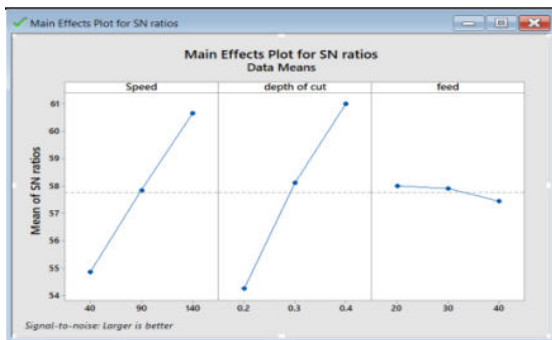 Main Effects Plot for SN ratios
Main Effects Plot for SN ratios
Data Means
Speed depth of cut feed
Mean of SN ratios
61
60
59
58
57
56
55
54
40 90 140 0.2 0.3 0.4 20 30 40
Signal-to-noise: Larger is better